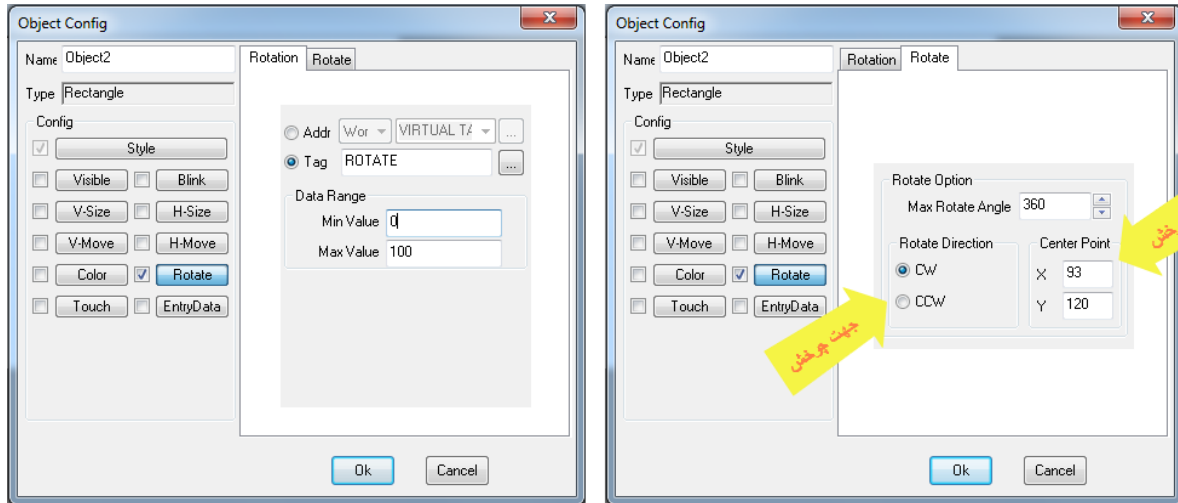 Object Config
Name Object2
Type Rectangle
Config
Style
Visible Blink
V-Size H-Size
V-Move H-Move
Color Rotate
Touch EntryData
Rotation Rotate
Addr Wor VIRTUAL TA ...
Tag ROTATE ...
Data Range
Min Value 0
Max Value 100
Ok Cancel
Object Config
Name Object2
Type Rectangle
Config
Style
Visible Blink
V-Size H-Size
V-Move H-Move
Color Rotate
Touch EntryData
Rotation Rotate
Rotate Option
Max Rotate Angle 360
Rotate Direction
CW
CCW
Center Point
X 93
Y 120
جهت چرخش
Ok Cancel